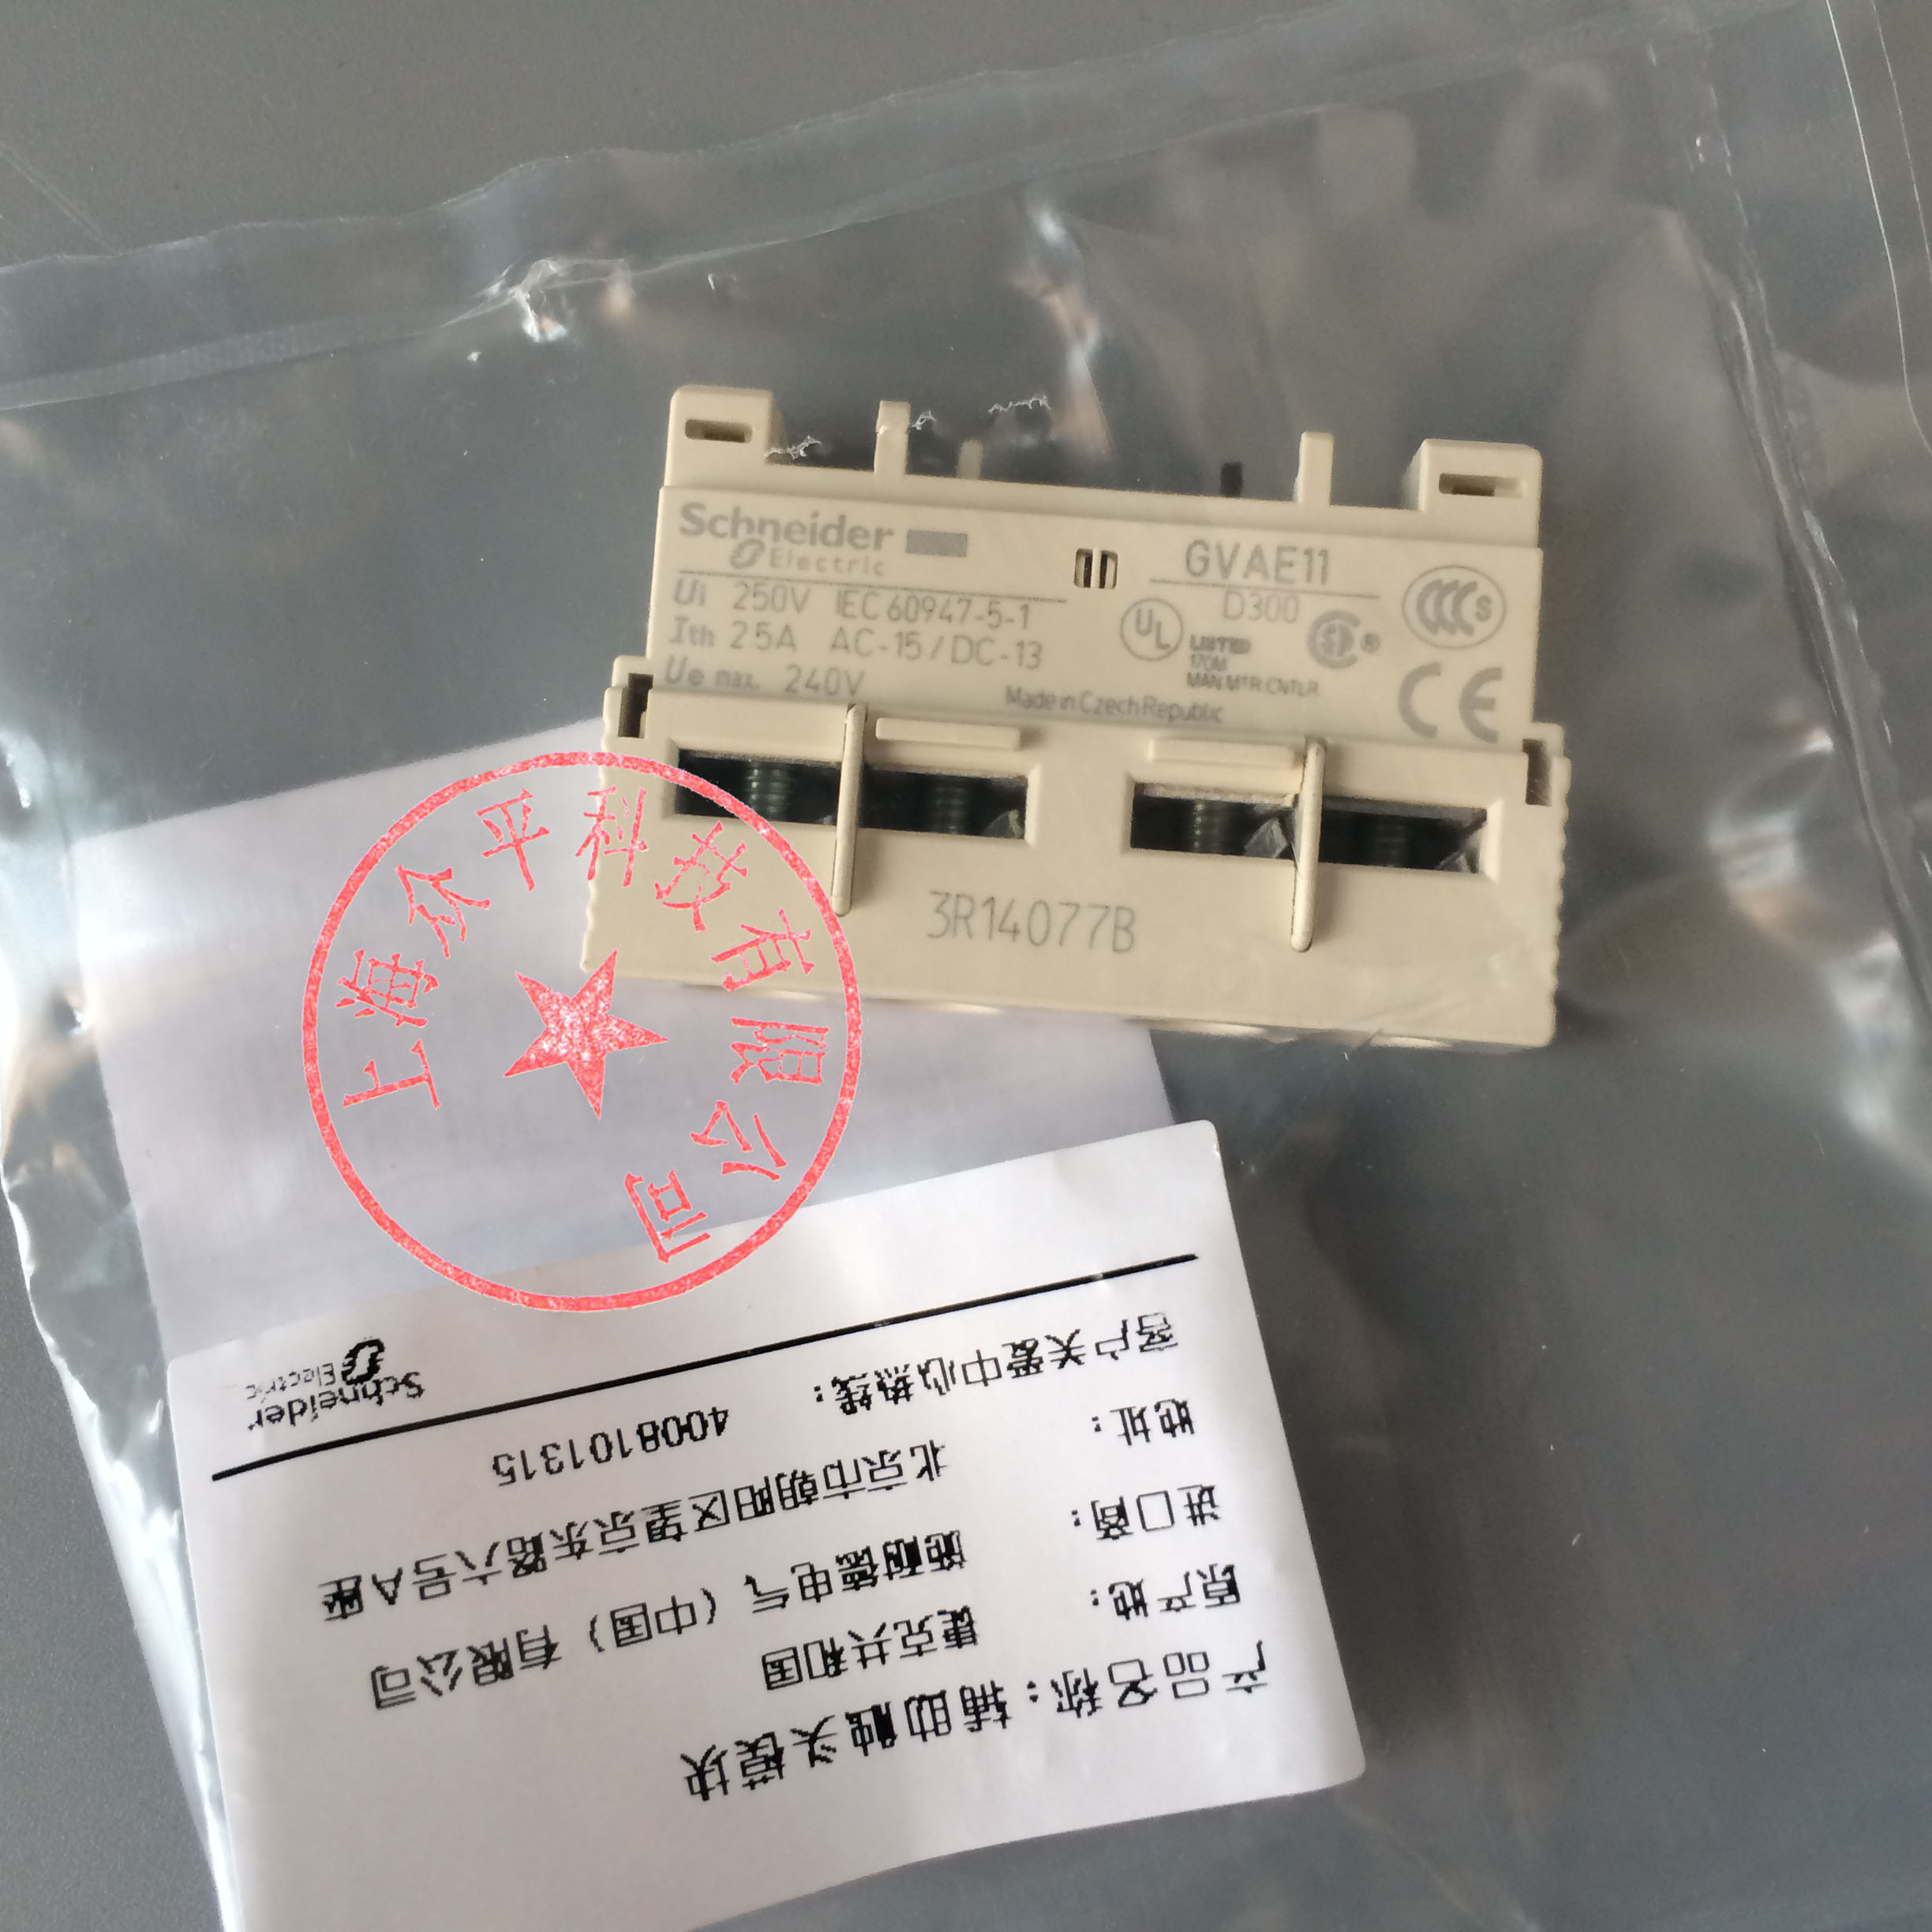 Schneider
Electric
Ui 250V IEC 60947-5-1
Ith 25A AC-15 / DC-13
Ue max. 240V
GVAE11
D300
UL
LISTED
170M
MAN.MTR.CNTLR.
CCC S
CE
Made in Czech Republic
3R14077B
上海众平科技有限公司
产品名称：辅助触头模块
原产地：捷克共和国
进口商：施耐德电气（中国）有限公司
地址：北京市朝阳区望京东路六号A座
客户关爱中心热线：4008101315
Schneider
Electric